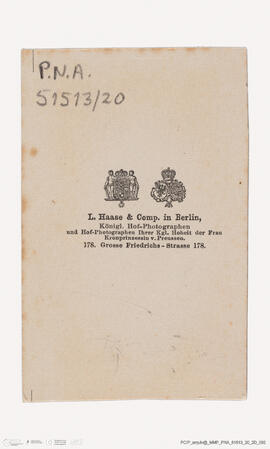 P.N.A.
51513/20
L. Haase & Comp. in Berlin,
Königl. Hof-Photographen
und Hof-Photographen Ihrer Kgl. Hoheit der Frau
Kronprinzessin v. Preussen.
178. Grosse Friedrichs-Strasse 178.